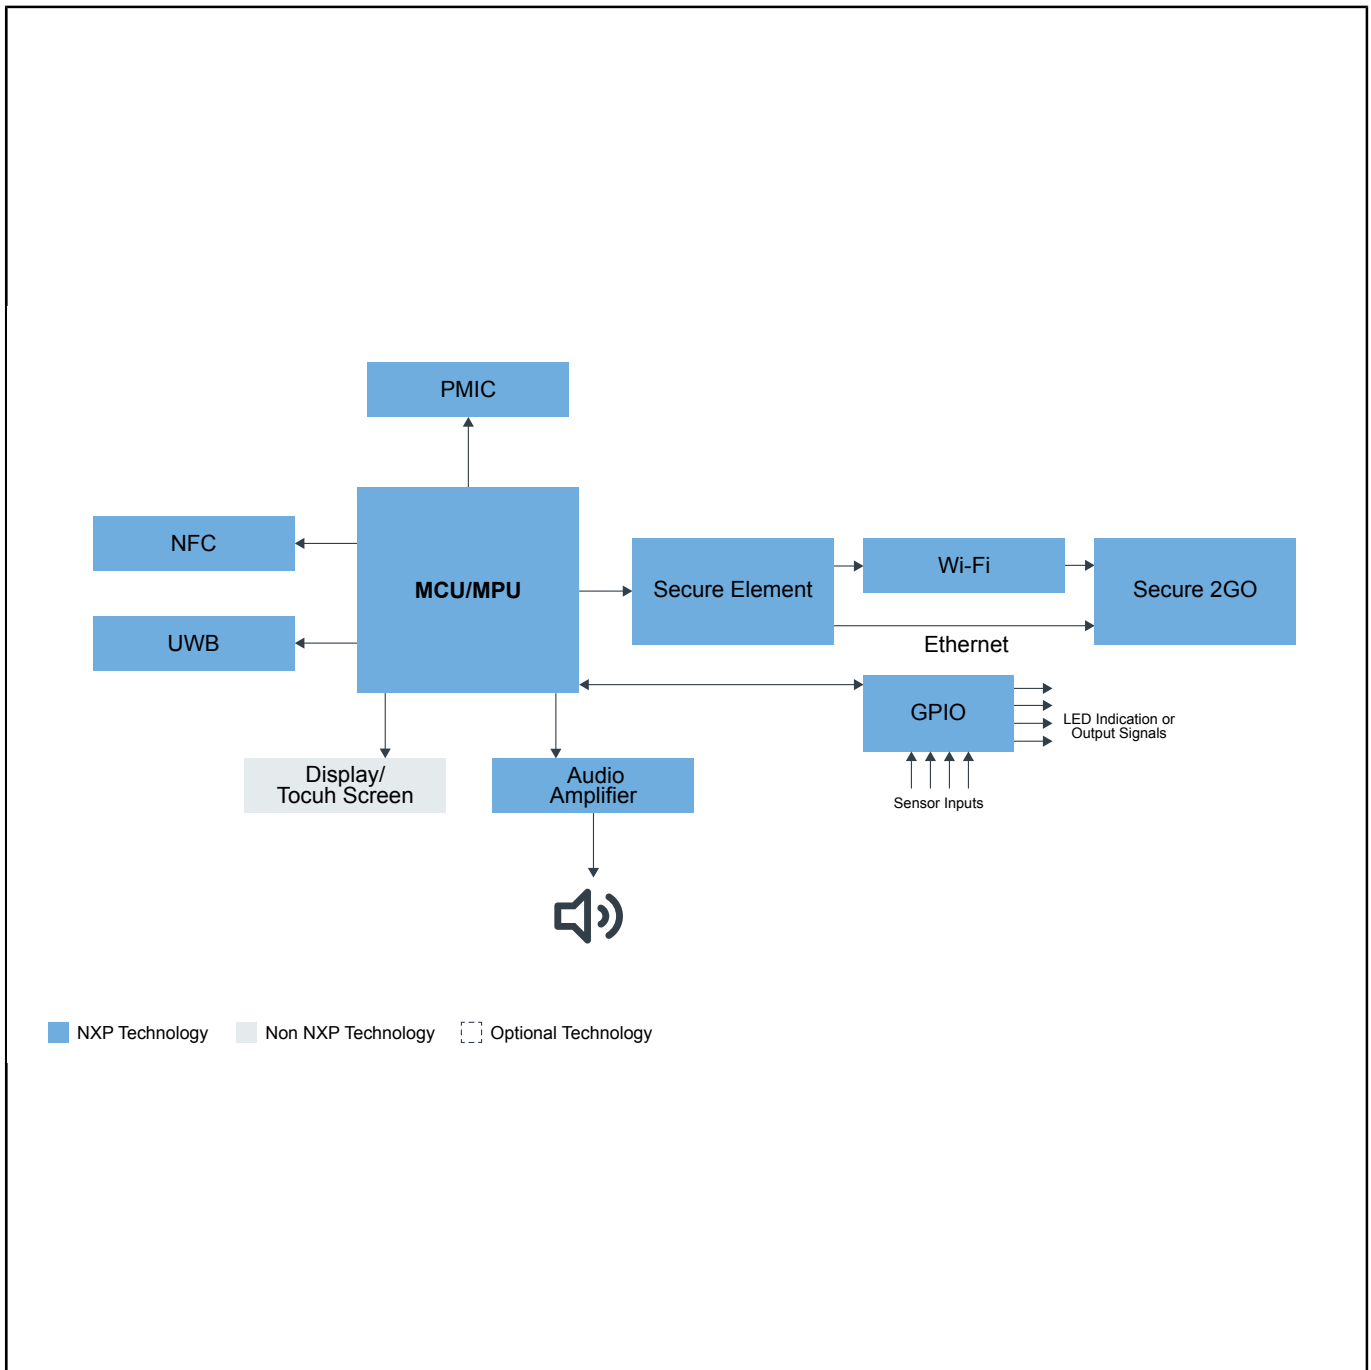 PMIC
NFC
MCU/MPU
Secure Element
Wi-Fi
Secure 2GO
UWB
Ethernet
GPIO
LED Indication or
Output Signals
Display/
Tocuh Screen
Audio
Amplifier
Sensor Inputs
NXP Technology
Non NXP Technology
Optional Technology